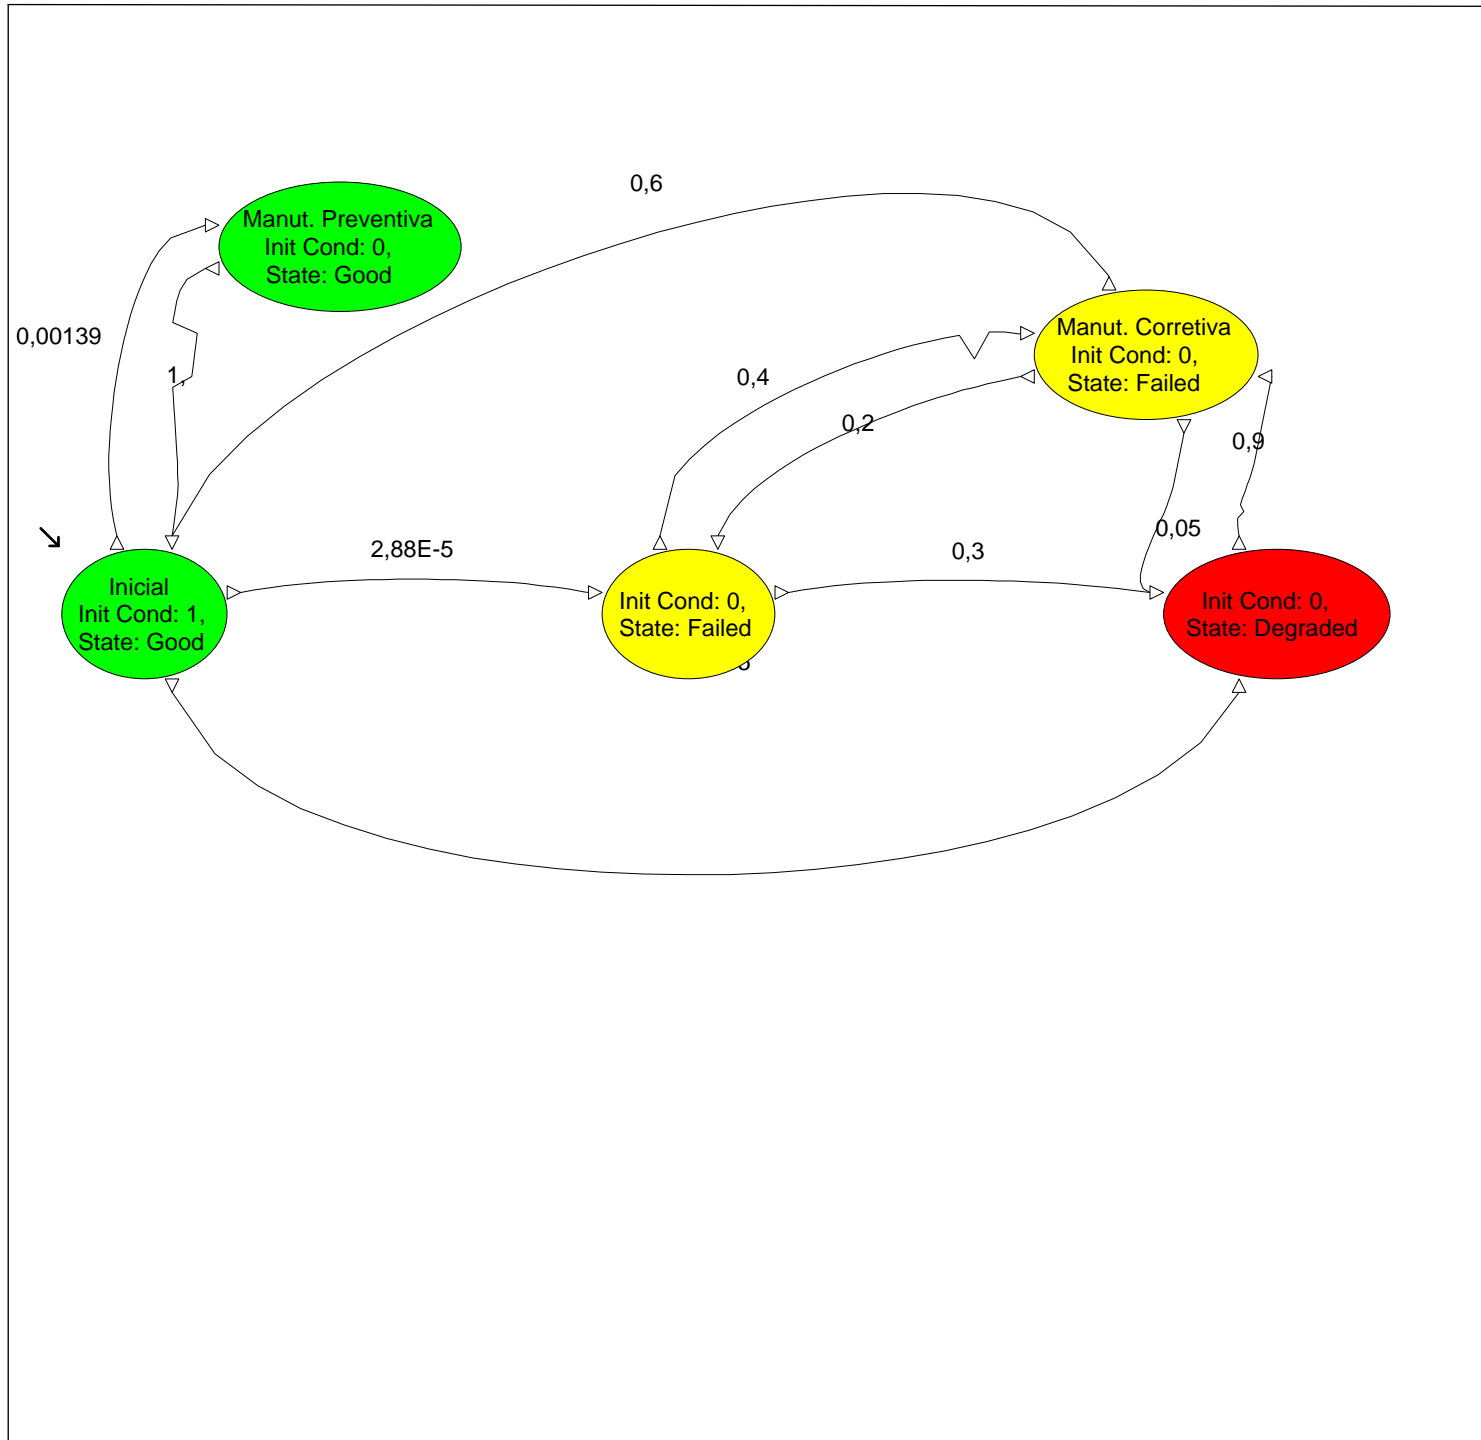 0,6
Manut. Preventiva
Init Cond: 0,
State: Good
0,00139
1,
Manut. Corretiva
Init Cond: 0,
State: Failed
0,4
0,2
0,9
0,05
2,88E-5
0,3
Inicial
Init Cond: 1,
State: Good
Init Cond: 0,
State: Failed
Init Cond: 0,
State: Degraded